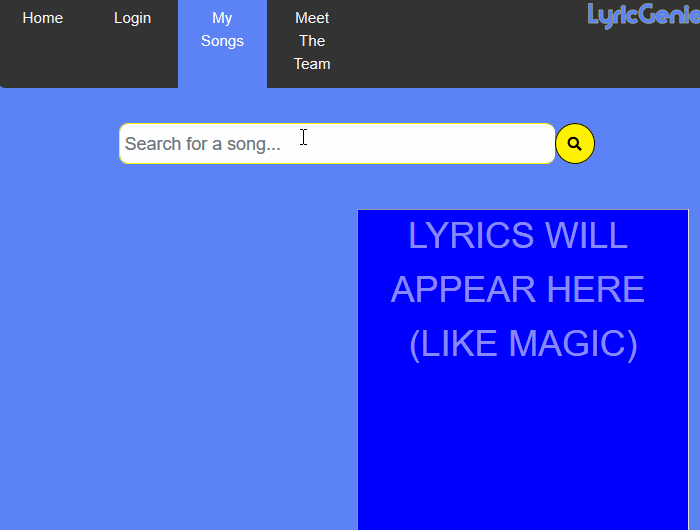 Home
Login
My
Songs
Meet
The
Team
LyricGenie
Search for a song...
LYRICS WILL
APPEAR HERE
(LIKE MAGIC)